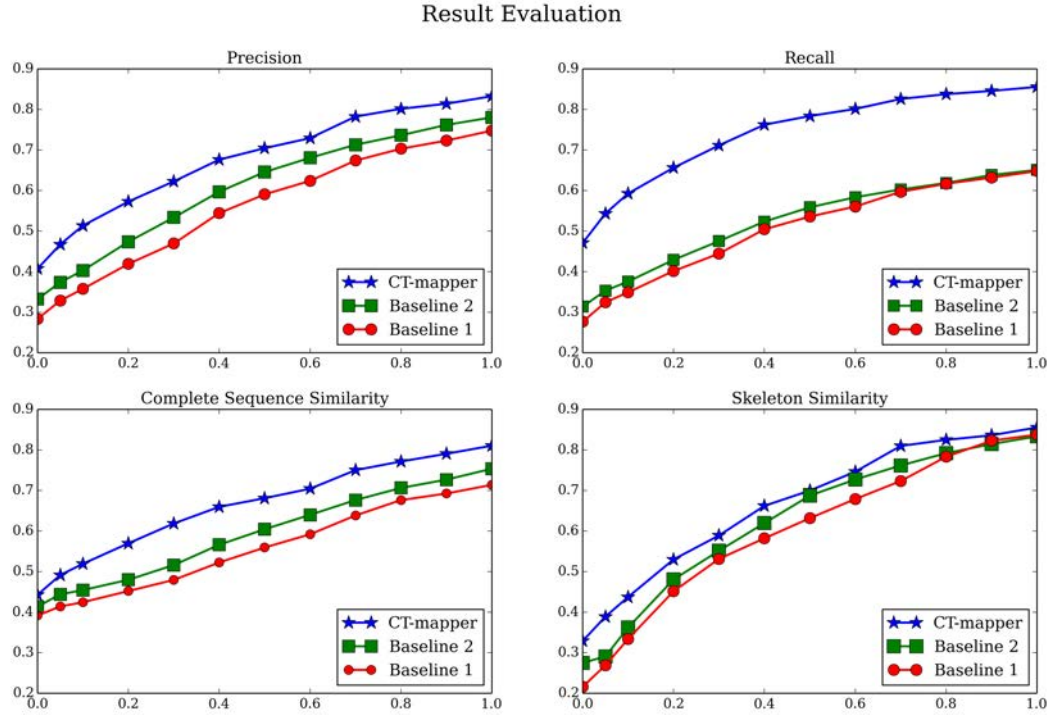 Result Evaluation
Precision
0.9
0.8
0.7
0.6
0.5
0.4
0.3
0.2
0.0 0.2 0.4 0.6 0.8 1.0
CT-mapper
Baseline 2
Baseline 1
Recall
0.9
0.8
0.7
0.6
0.5
0.4
0.3
0.2
0.0 0.2 0.4 0.6 0.8 1.0
CT-mapper
Baseline 2
Baseline 1
Complete Sequence Similarity
0.9
0.8
0.7
0.6
0.5
0.4
0.3
0.2
0.0 0.2 0.4 0.6 0.8 1.0
CT-mapper
Baseline 2
Baseline 1
Skeleton Similarity
0.9
0.8
0.7
0.6
0.5
0.4
0.3
0.2
0.0 0.2 0.4 0.6 0.8 1.0
CT-mapper
Baseline 2
Baseline 1